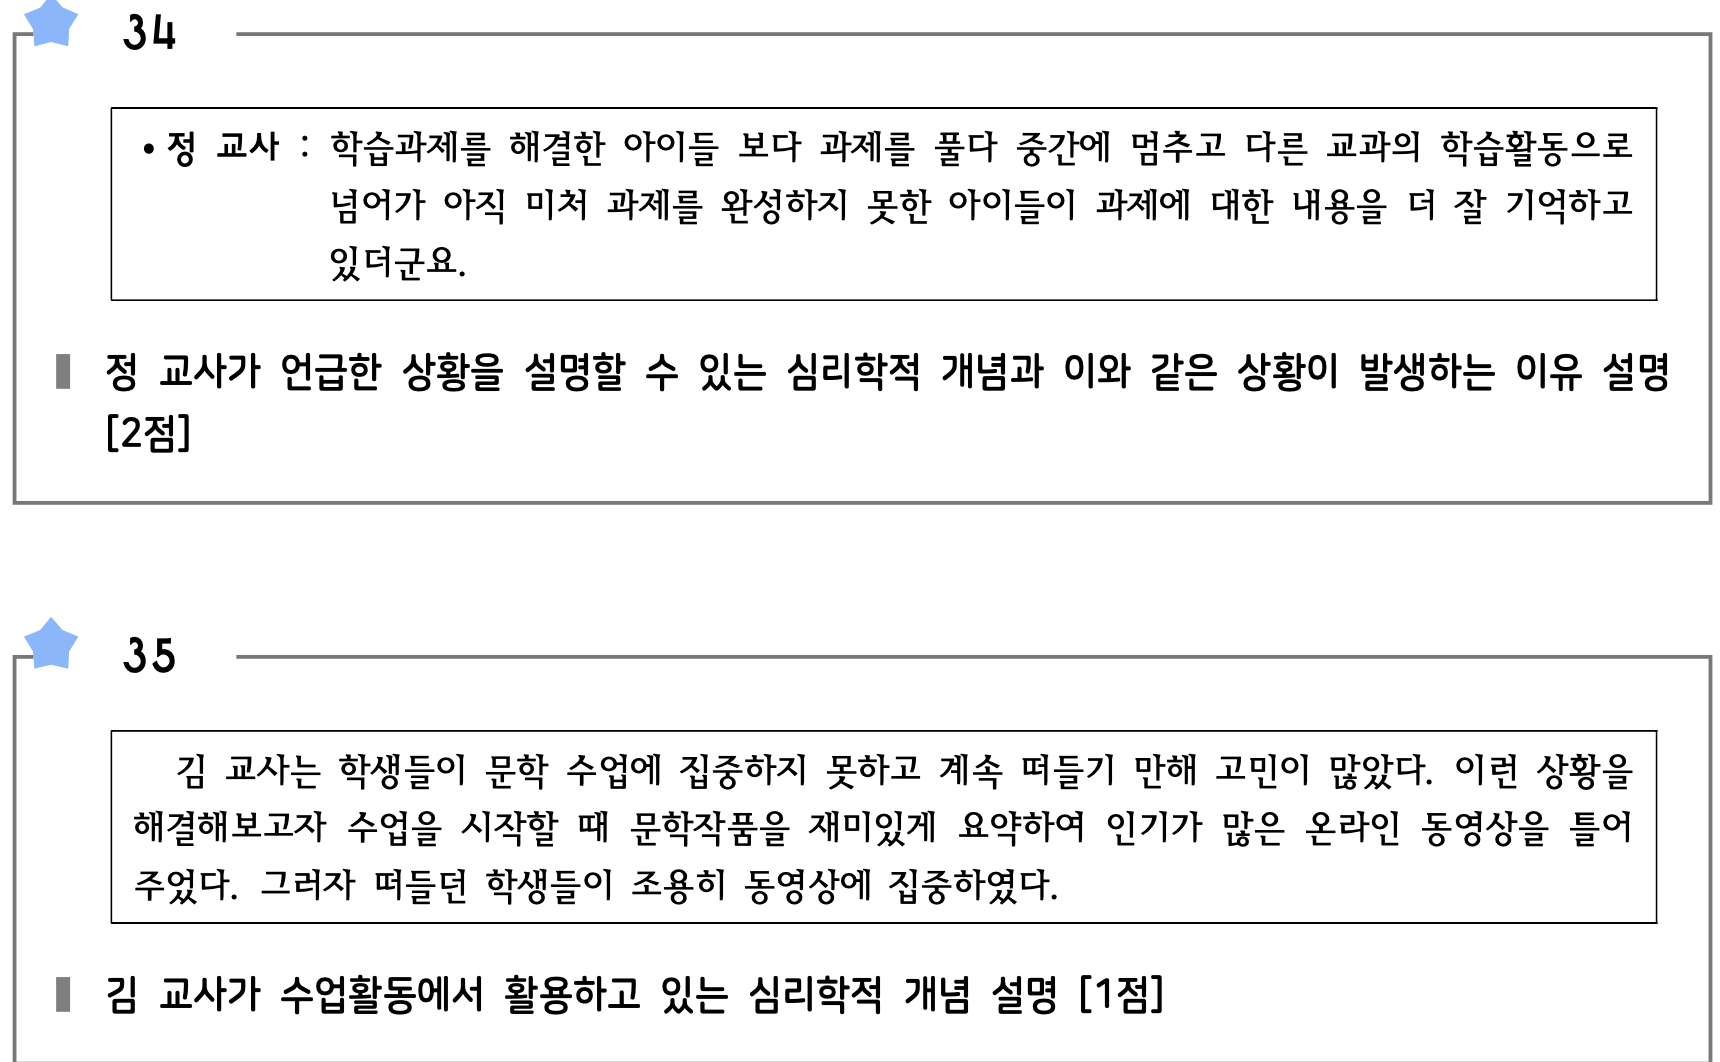 34
• 정 교사 : 학습과제를 해결한 아이들 보다 과제를 풀다 중간에 멈추고 다른 교과의 학습활동으로
넘어가 아직 미처 과제를 완성하지 못한 아이들이 과제에 대한 내용을 더 잘 기억하고
있더군요.
정 교사가 언급한 상황을 설명할 수 있는 심리학적 개념과 이와 같은 상황이 발생하는 이유 설명
[2점]
35
김 교사는 학생들이 문학 수업에 집중하지 못하고 계속 떠들기 만해 고민이 많았다. 이런 상황을
해결해보고자 수업을 시작할 때 문학작품을 재미있게 요약하여 인기가 많은 온라인 동영상을 틀어
주었다. 그러자 떠들던 학생들이 조용히 동영상에 집중하였다.
김 교사가 수업활동에서 활용하고 있는 심리학적 개념 설명 [1점]